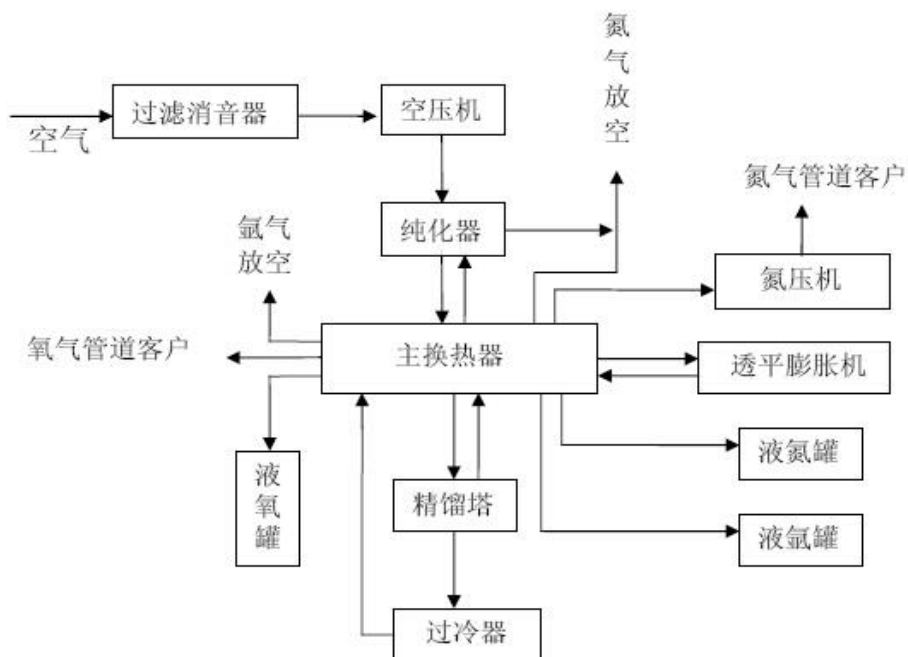 氮气放空
过滤消音器
空压机
空气
氮气管道客户
纯化器
氩气
放空
氮压机
氧气管道客户
主换热器
透平膨胀机
液氮罐
液氧罐
精馏塔
液氩罐
过冷器